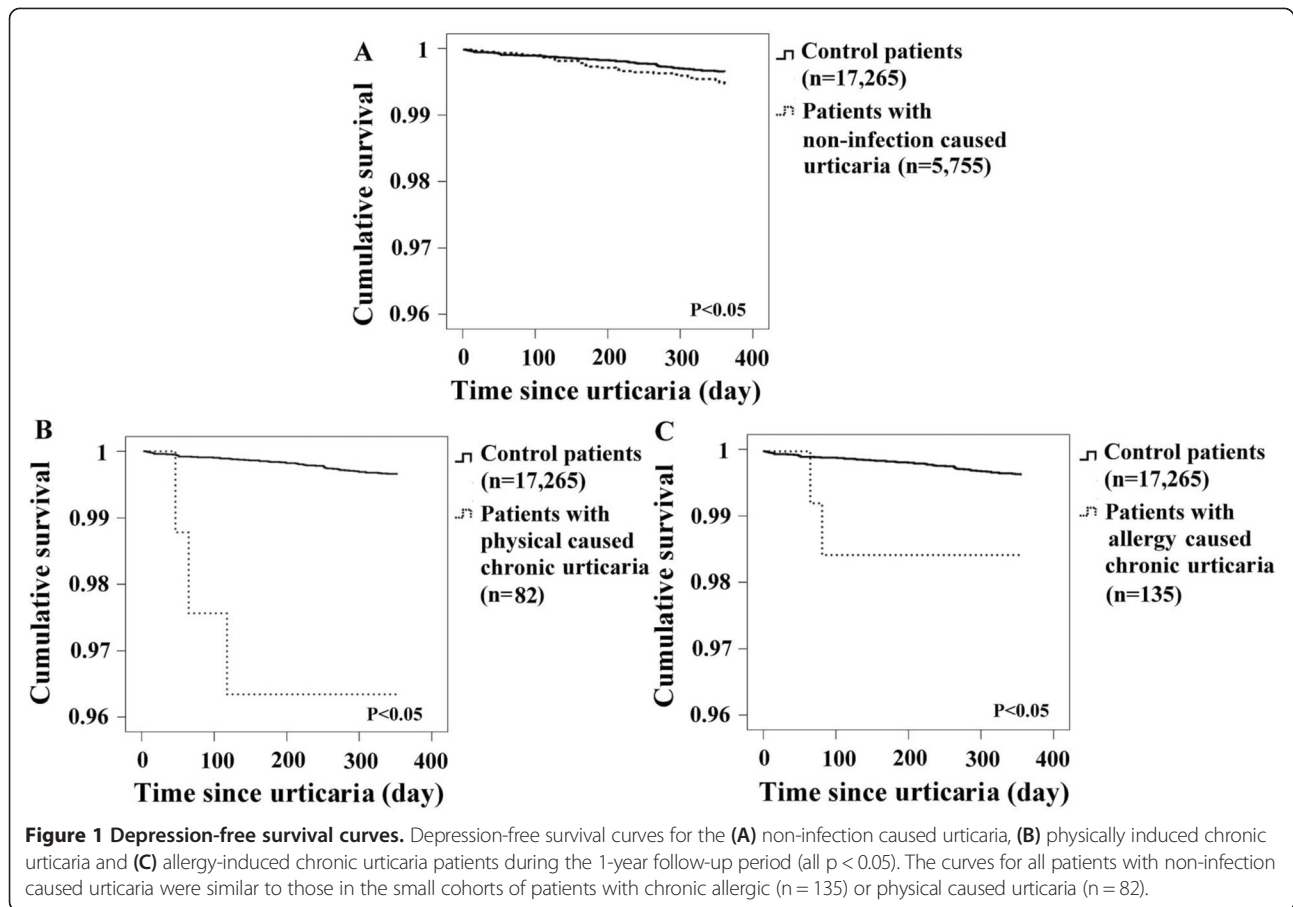 A
Cumulative survival
1
0.99
0.98
0.97
0.96
P<0.05
0 100 200 300 400
Time since urticaria (day)
Control patients
(n=17,265)
Patients with
non-infection caused
urticaria (n=5,755)
B
Cumulative survival
1
0.99
0.98
0.97
0.96
P<0.05
0 100 200 300 400
Time since urticaria (day)
Control patients
(n=17,265)
Patients with
physical caused
chronic urticaria
(n=82)
C
Cumulative survival
1
0.99
0.98
0.97
0.96
P<0.05
0 100 200 300 400
Time since urticaria (day)
Control patients
(n=17,265)
Patients with
allergy caused
chronic urticaria
(n=135)
Figure 1 Depression-free survival curves. Depression-free survival curves for the (A) non-infection caused urticaria, (B) physically induced chronic
urticaria and (C) allergy-induced chronic urticaria patients during the 1-year follow-up period (all p < 0.05). The curves for all patients with non-infection
caused urticaria were similar to those in the small cohorts of patients with chronic allergic (n = 135) or physical caused urticaria (n = 82).